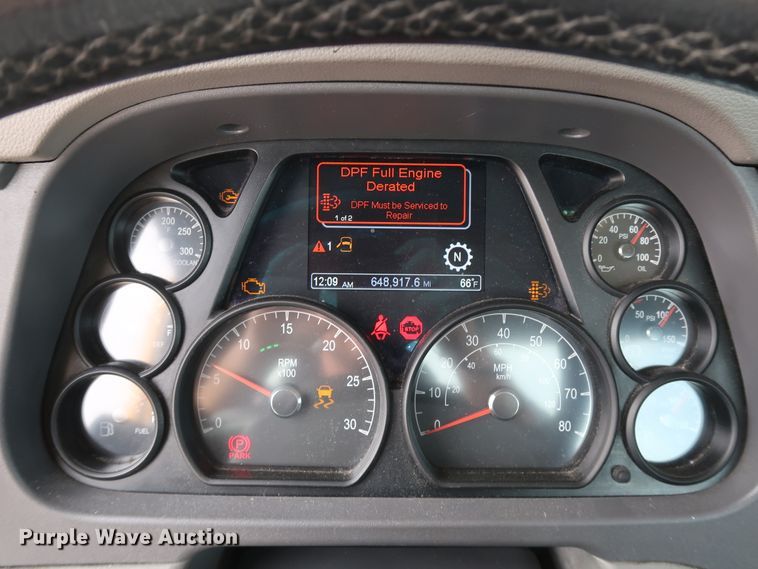 DPF Full Engine
Derated
DPF Must be Serviced to
Repair
1 of 2
1
N
12:09 AM 648,917.6 MI 66°F
200 °F 250 300 COOLANT
DEF
FUEL
0 5 10 15 20 25 30
RPM
x100
PARK
STOP
0 10 20 30 40 50 60 70 80
MPH
km/h
20 120
PSI
0 40 60 80 100
OIL
PSI
0 50 100 150
Purple Wave Auction